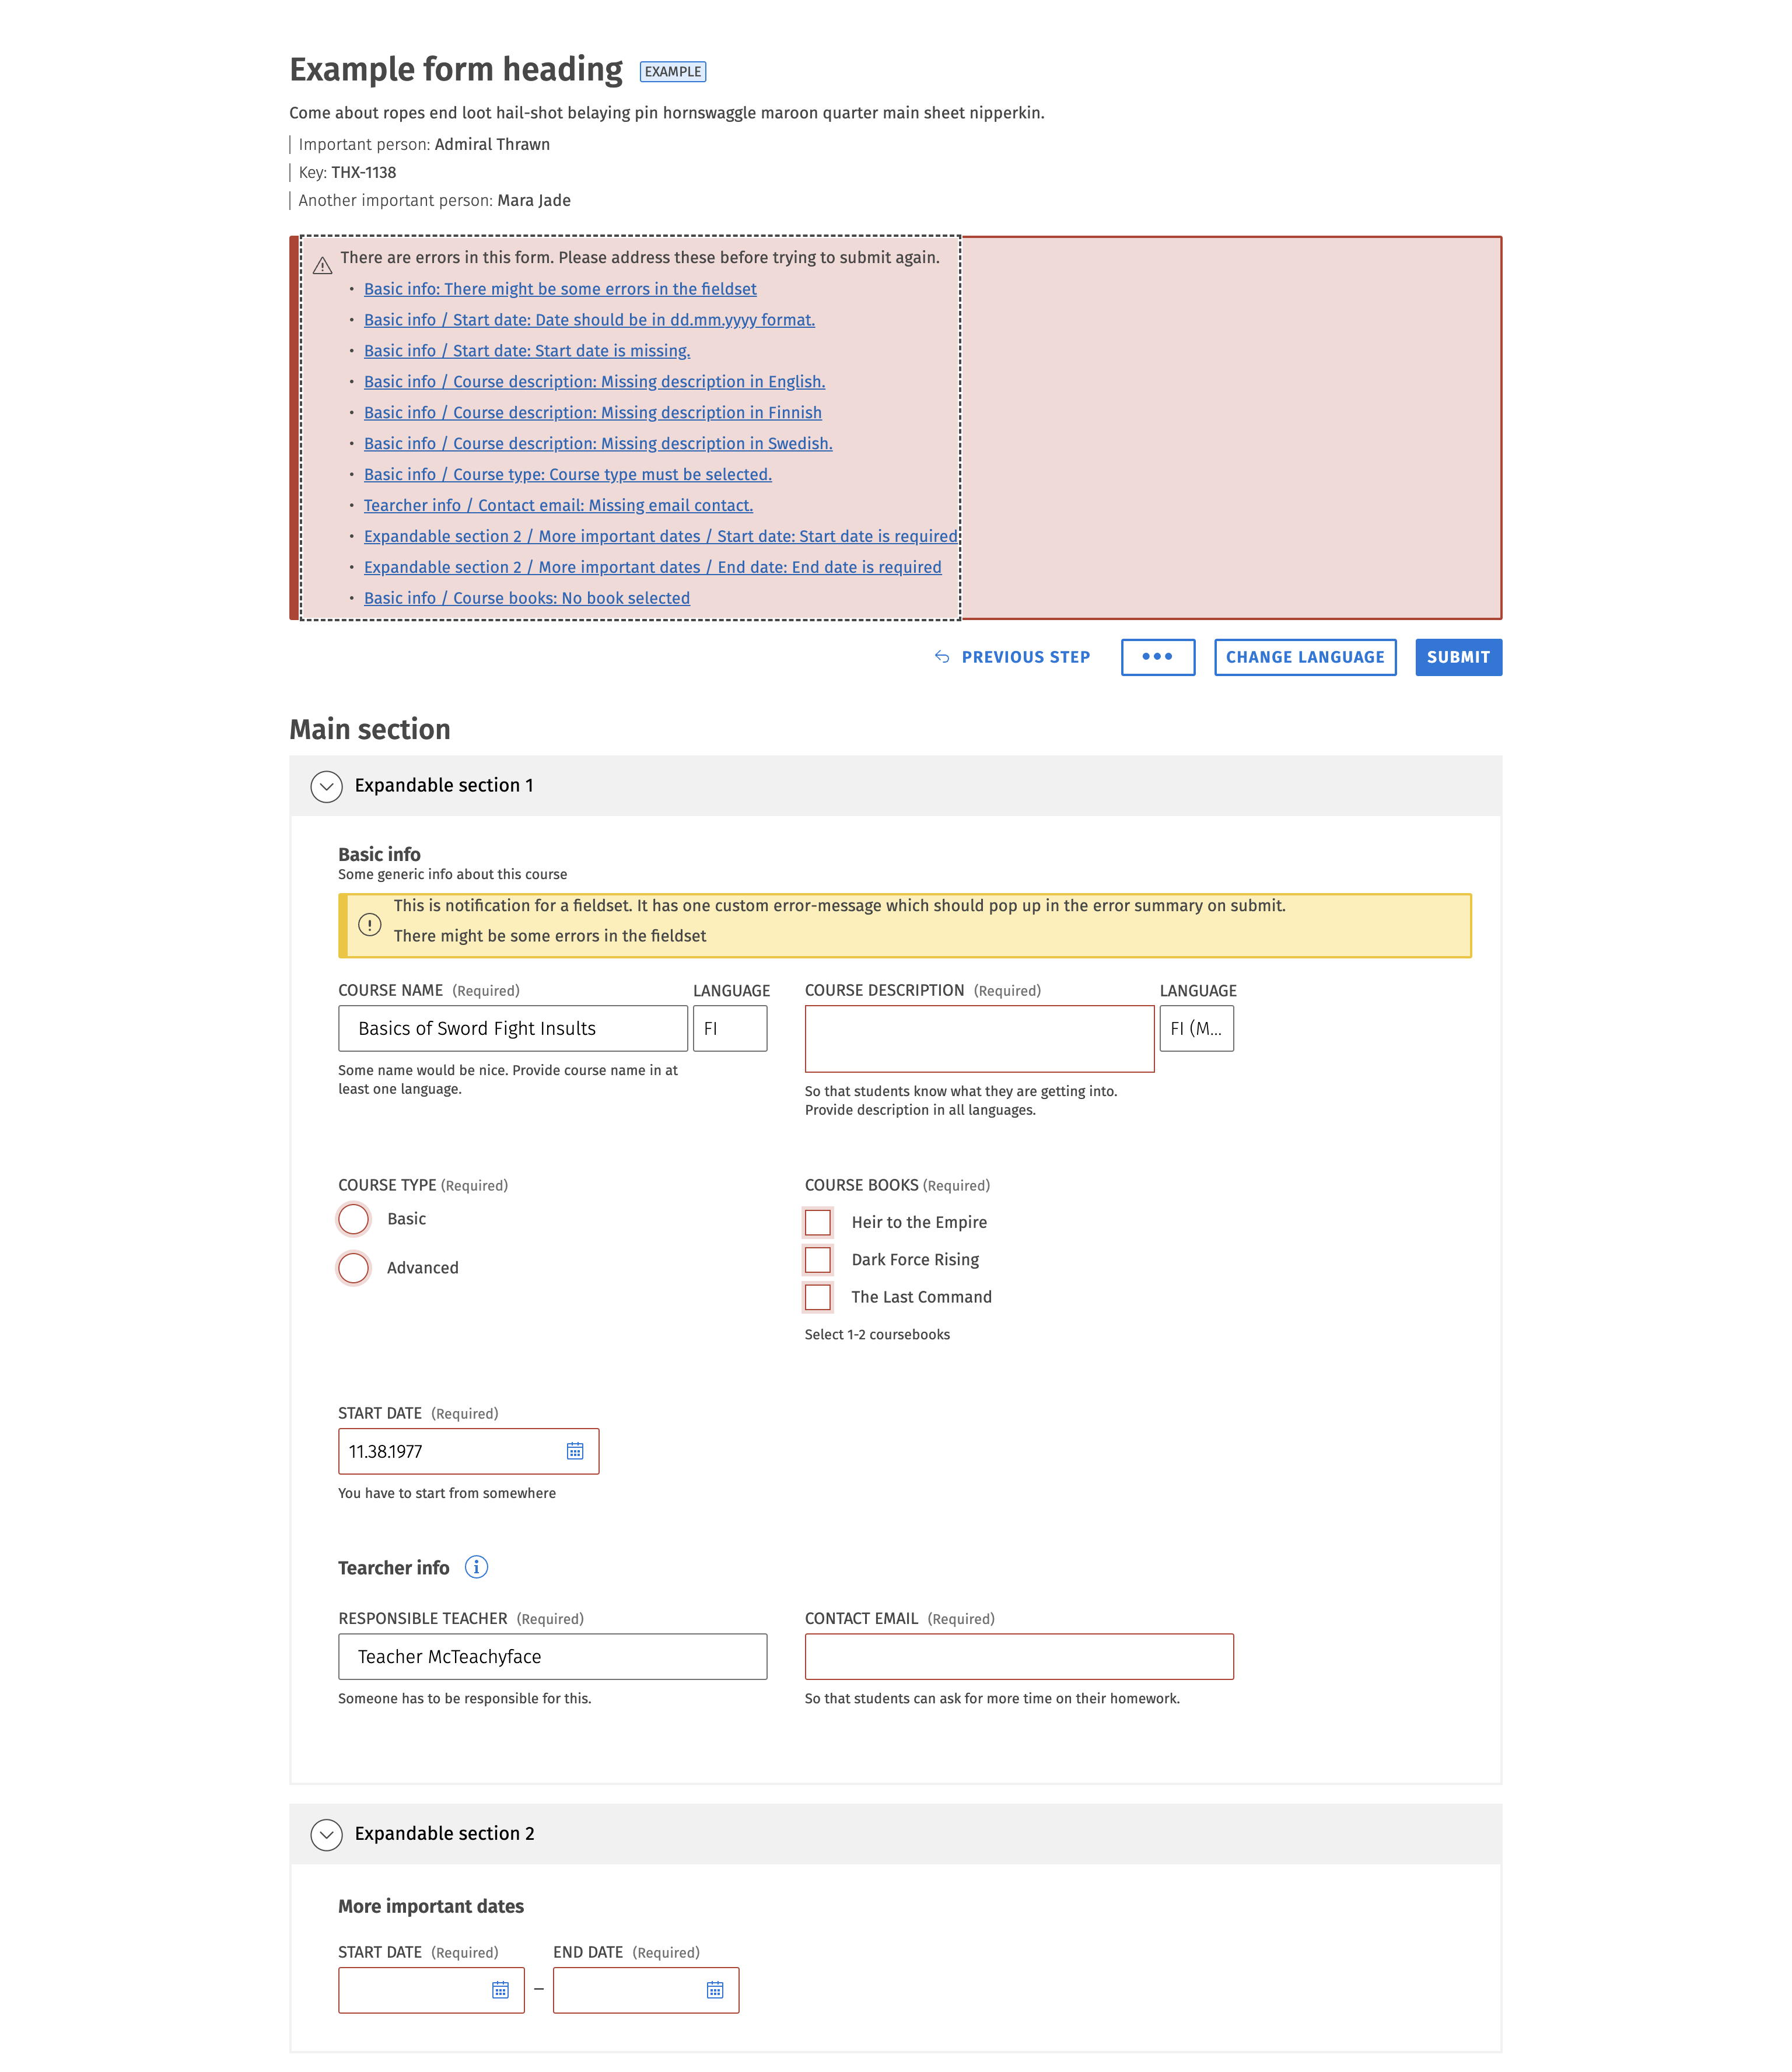 Example form heading EXAMPLE
Come about ropes end loot hail-shot belaying pin hornswaggle maroon quarter main sheet nipperkin.
Important person: Admiral Thrawn
Key: THX-1138
Another important person: Mara Jade
There are errors in this form. Please address these before trying to submit again.
• Basic info: There might be some errors in the fieldset
• Basic info / Start date: Date should be in dd.mm.yyyy format.
• Basic info / Start date: Start date is missing.
• Basic info / Course description: Missing description in English.
• Basic info / Course description: Missing description in Finnish
• Basic info / Course description: Missing description in Swedish.
• Basic info / Course type: Course type must be selected.
• Tearcher info / Contact email: Missing email contact.
• Expandable section 2 / More important dates / Start date: Start date is required
• Expandable section 2 / More important dates / End date: End date is required
• Basic info / Course books: No book selected
PREVIOUS STEP ••• CHANGE LANGUAGE SUBMIT
Main section
Expandable section 1
Basic info
Some generic info about this course
This is notification for a fieldset. It has one custom error-message which should pop up in the error summary on submit.
There might be some errors in the fieldset
COURSE NAME (Required) LANGUAGE
Basics of Sword Fight Insults FI
Some name would be nice. Provide course name in at
least one language.
COURSE DESCRIPTION (Required) LANGUAGE
FI (M...
So that students know what they are getting into.
Provide description in all languages.
COURSE TYPE (Required)
Basic
Advanced
COURSE BOOKS (Required)
Heir to the Empire
Dark Force Rising
The Last Command
Select 1-2 coursebooks
START DATE (Required)
11.38.1977
You have to start from somewhere
Tearcher info
RESPONSIBLE TEACHER (Required)
Teacher McTeachyface
Someone has to be responsible for this.
CONTACT EMAIL (Required)
So that students can ask for more time on their homework.
Expandable section 2
More important dates
START DATE (Required) END DATE (Required)
–